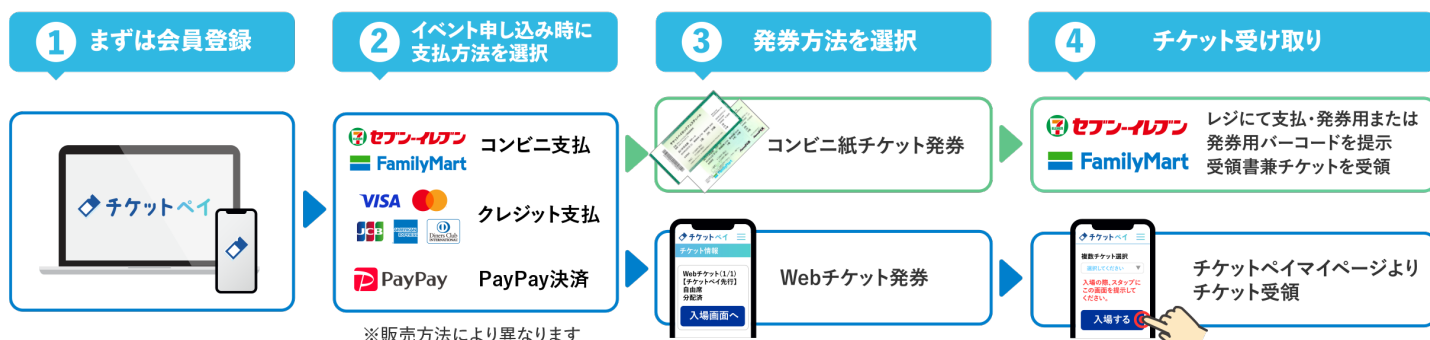 1 まずは会員登録
チケットペイ
2 イベント申し込み時に
支払方法を選択
セブン-イレブン
FamilyMart
コンビニ支払
VISA
JCB
AMERICAN EXPRESS
Diners Club
INTERNATIONAL
クレジット支払
PayPay
PayPay決済
※販売方法により異なります
3 発券方法を選択
コンビニ紙チケット発券
チケットペイ
チケット情報
Webチケット(1/1)
【チケットペイ先行】
自由席
分配済
入場画面へ
Webチケット発券
4 チケット受け取り
セブン-イレブン
FamilyMart
レジにて支払・発券用または
発券用バーコードを提示
受領書兼チケットを受領
チケットペイ
複数チケット選択
選択してください
入場の際、スタッフに
この画面を提示して
ください。
入場する
チケットペイマイページより
チケット受領